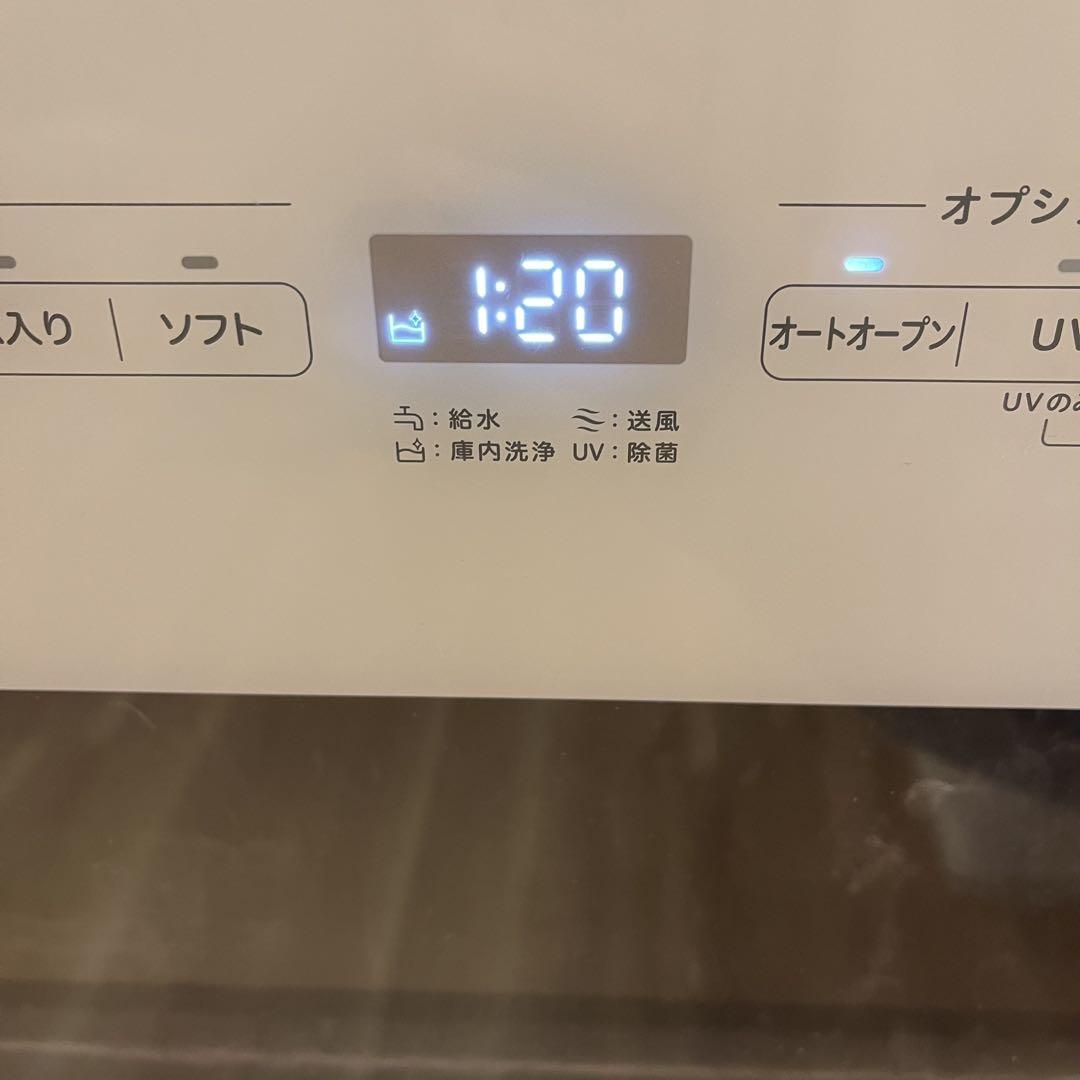 オプシ
1:20
入り
ソフト
オートオープン
UV
UVのみ
:給水
:送風
:庫内洗浄
UV:除菌